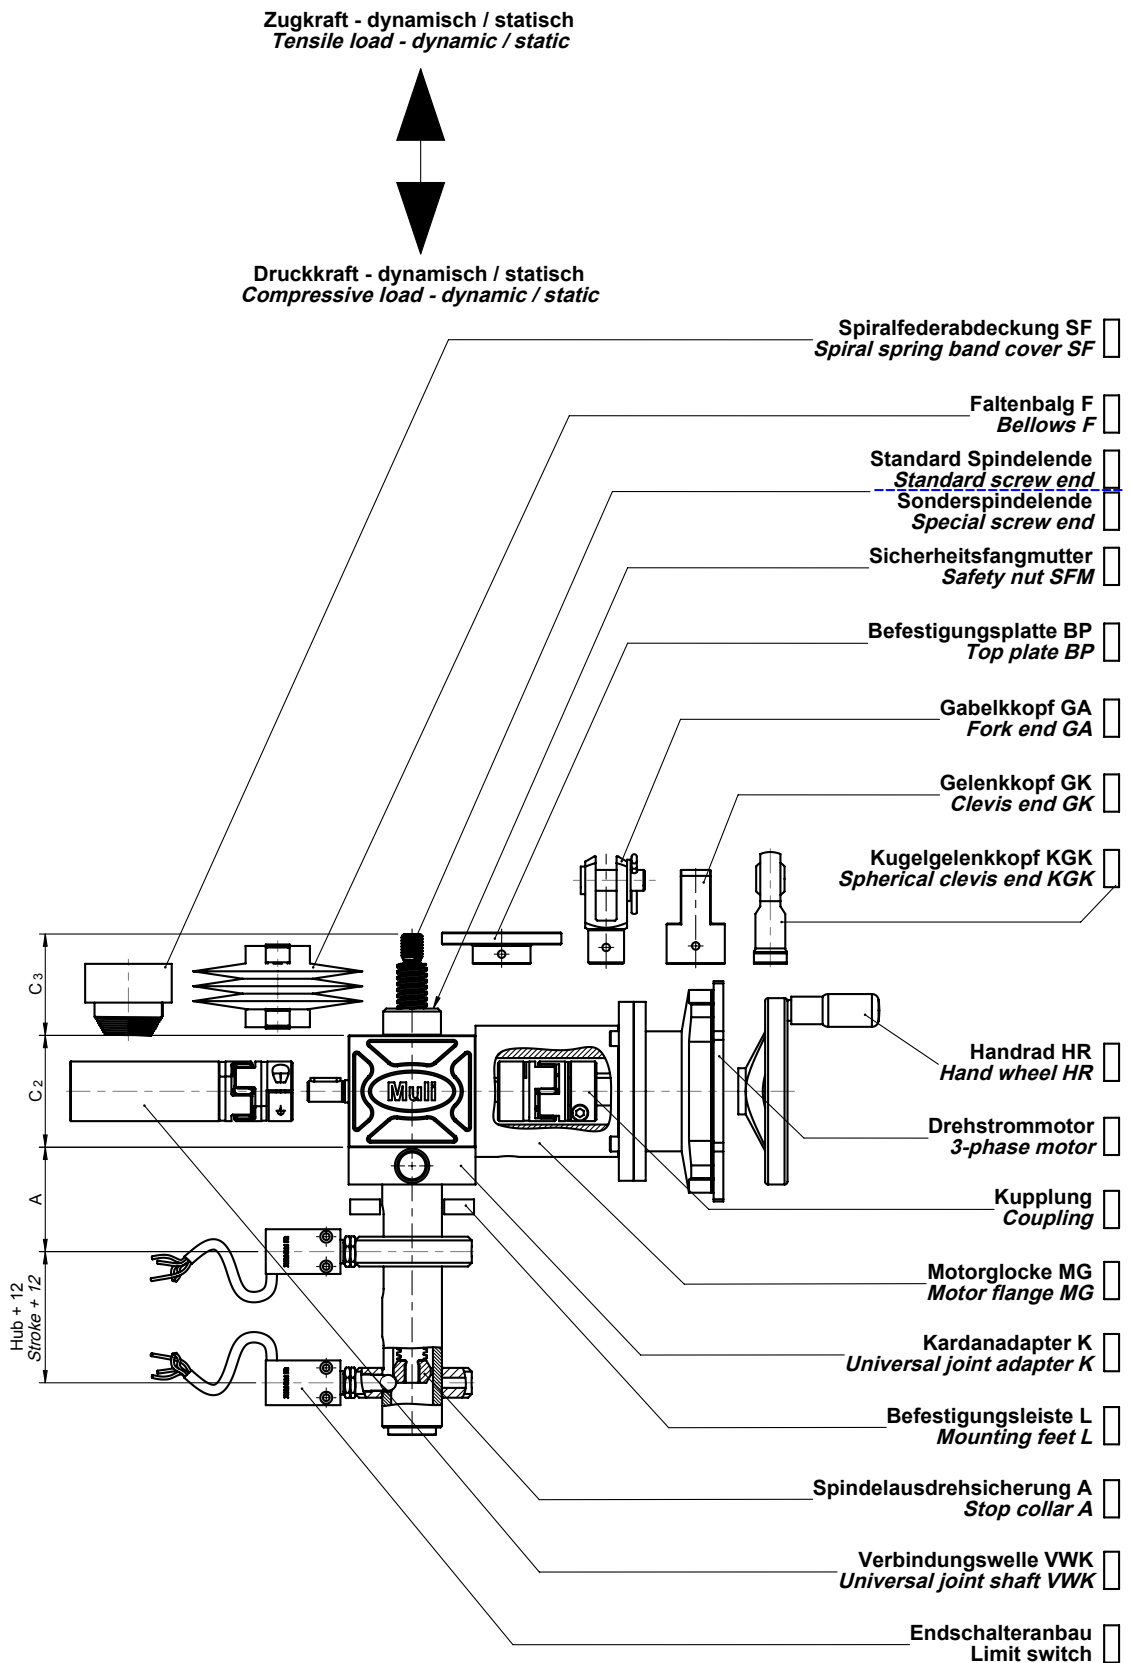 Zugkraft - dynamisch / statisch
Tensile load - dynamic / static
Druckkraft - dynamisch / statisch
Compressive load - dynamic / static
Spiralfederabdeckung SF
Spiral spring band cover SF
Faltenbalg F
Bellows F
Standard Spindelende
Standard screw end
Sonderspindelende
Special screw end
Sicherheitsfangmutter
Safety nut SFM
Befestigungsplatte BP
Top plate BP
Gabelkkopf GA
Fork end GA
Gelenkkopf GK
Clevis end GK
Kugelgelenkkopf KGK
Spherical clevis end KGK
C3
C2
A
Hub + 12
Stroke + 12
Muli
Handrad HR
Hand wheel HR
Drehstrommotor
3-phase motor
Kupplung
Coupling
Motorglocke MG
Motor flange MG
Kardanadapter K
Universal joint adapter K
Befestigungsleiste L
Mounting feet L
Spindelausdrehsicherung A
Stop collar A
Verbindungswelle VWK
Universal joint shaft VWK
Endschalteranbau
Limit switch